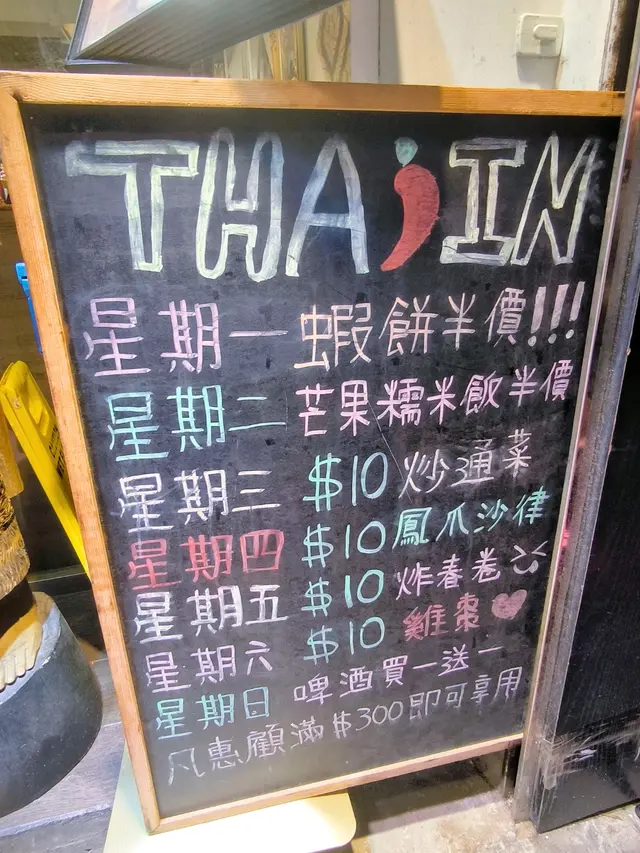 THAI IN
星期一 蝦餅半價!!!
星期二 芒果糯米飯半價
星期三 $10 炒通菜
星期四 $10 鳳爪沙律
星期五 $10 炸春卷
星期六 $10 雞棗
星期日 啤酒買一送一
凡惠顧滿$300即可享用